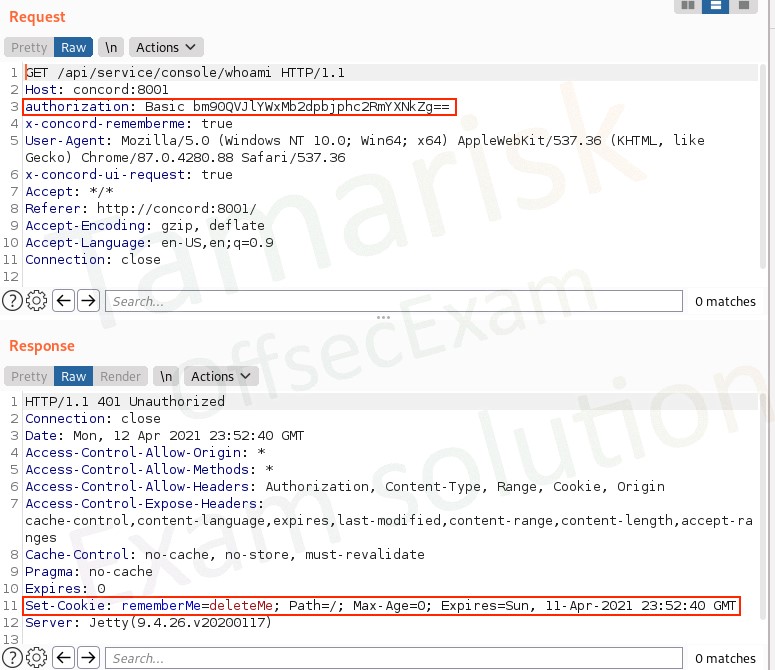 Request
Pretty Raw \n Actions
1 GET /api/service/console/whoami HTTP/1.1
2 Host: concord:8001
3 authorization: Basic bm90QVJlYWxMb2dpbjphc2RmYXNkZg==
4 x-concord-rememberme: true
5 User-Agent: Mozilla/5.0 (Windows NT 10.0; Win64; x64) AppleWebKit/537.36 (KHTML, like
Gecko) Chrome/87.0.4280.88 Safari/537.36
6 x-concord-ui-request: true
7 Accept: */*
8 Referer: http://concord:8001/
9 Accept-Encoding: gzip, deflate
10 Accept-Language: en-US,en;q=0.9
11 Connection: close
12
? Search... 0 matches
Response
Pretty Raw Render \n Actions
1 HTTP/1.1 401 Unauthorized
2 Connection: close
3 Date: Mon, 12 Apr 2021 23:52:40 GMT
4 Access-Control-Allow-Origin: *
5 Access-Control-Allow-Methods: *
6 Access-Control-Allow-Headers: Authorization, Content-Type, Range, Cookie, Origin
7 Access-Control-Expose-Headers:
cache-control,content-language,expires,last-modified,content-range,content-length,accept-ra
nges
8 Cache-Control: no-cache, no-store, must-revalidate
9 Pragma: no-cache
10 Expires: 0
11 Set-Cookie: rememberMe=deleteMe; Path=/; Max-Age=0; Expires=Sun, 11-Apr-2021 23:52:40 GMT
12 Server: Jetty(9.4.26.v20200117)
13
? Search... 0 matches
Tamarisk
OffsecExam
Exam solution